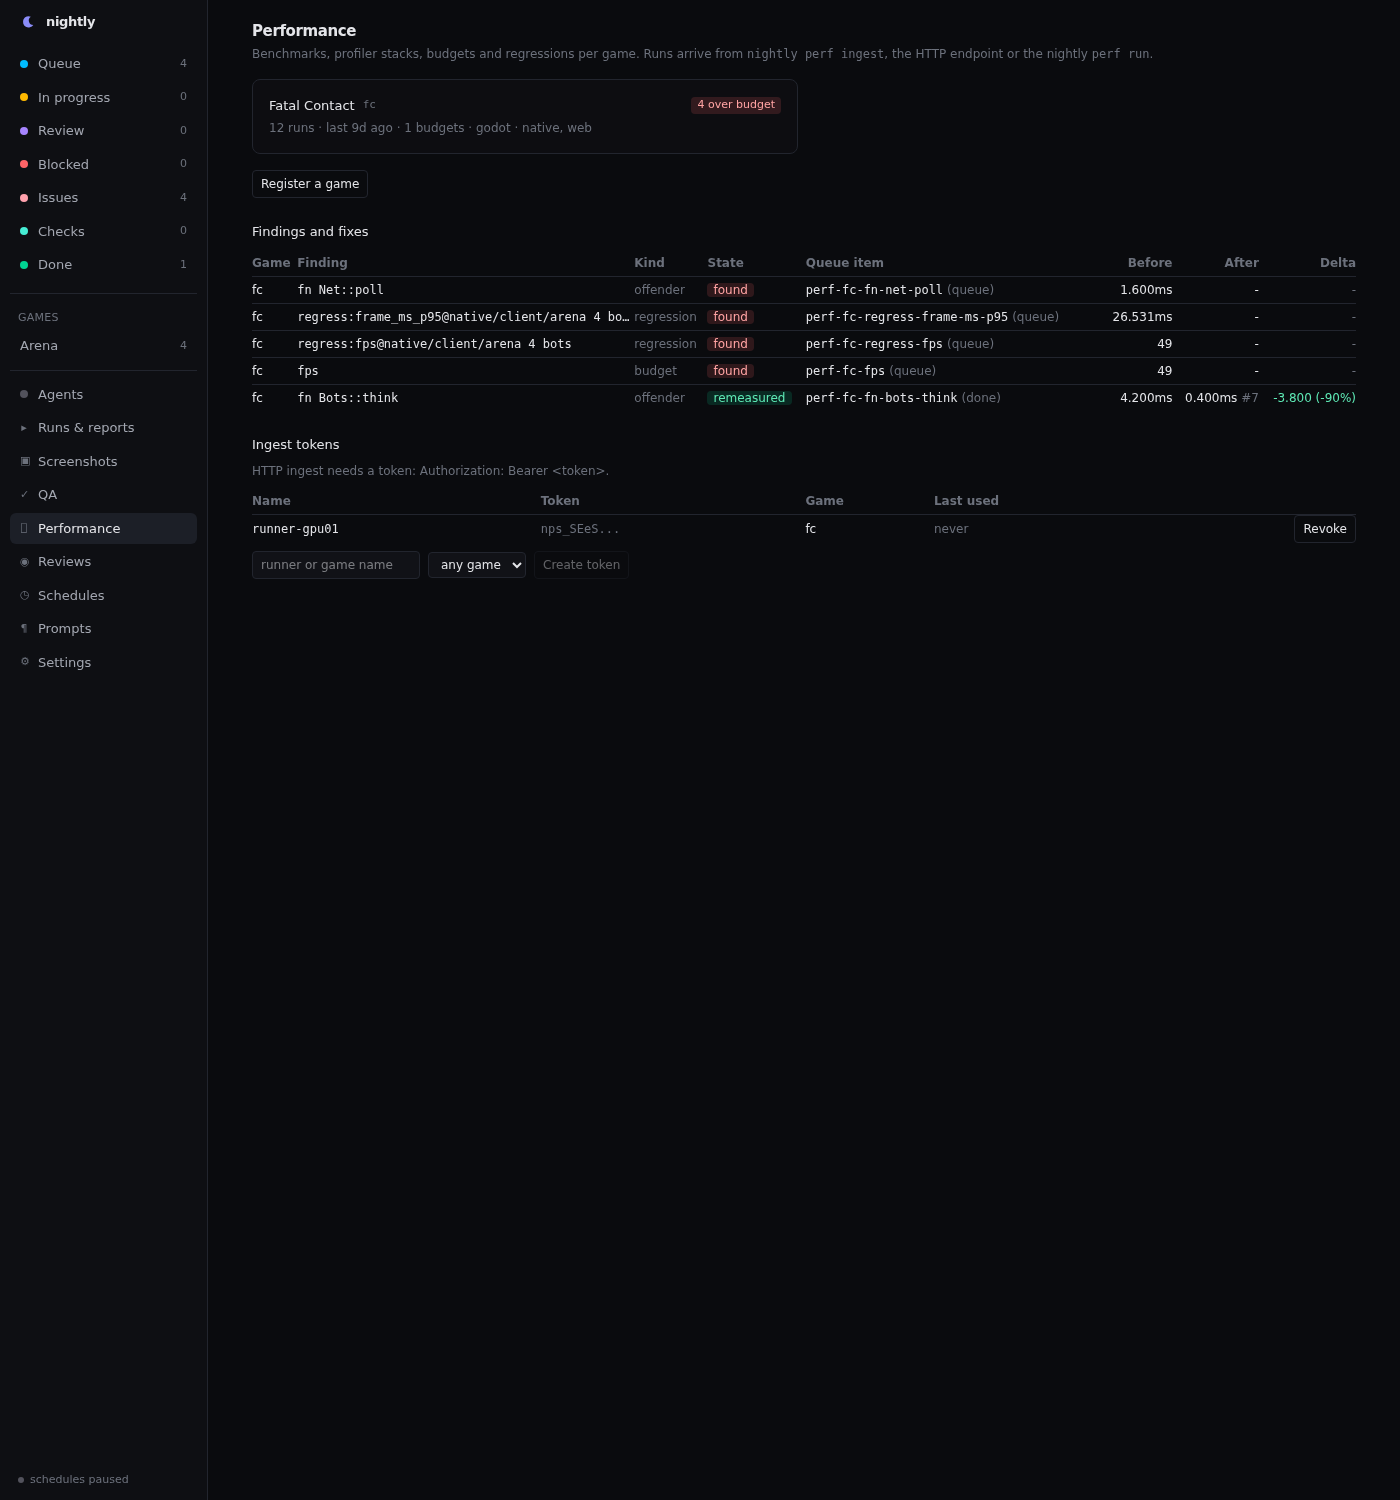 nightly
Queue 4
In progress 0
Review 0
Blocked 0
Issues 4
Checks 0
Done 1
GAMES
Arena 4
Agents
Runs & reports
Screenshots
QA
Performance
Reviews
Schedules
Prompts
Settings
schedules paused
Performance
Benchmarks, profiler stacks, budgets and regressions per game. Runs arrive from nightly perf ingest, the HTTP endpoint or the nightly perf run.
Fatal Contact fc 4 over budget
12 runs · last 9d ago · 1 budgets · godot · native, web
Register a game
Findings and fixes
Game Finding Kind State Queue item Before After Delta
fc fn Net::poll offender found perf-fc-fn-net-poll (queue) 1.600ms - -
fc regress:frame_ms_p95@native/client/arena 4 bo… regression found perf-fc-regress-frame-ms-p95 (queue) 26.531ms - -
fc regress:fps@native/client/arena 4 bots regression found perf-fc-regress-fps (queue) 49 - -
fc fps budget found perf-fc-fps (queue) 49 - -
fc fn Bots::think offender remeasured perf-fc-fn-bots-think (done) 4.200ms 0.400ms #7 -3.800 (-90%)
Ingest tokens
HTTP ingest needs a token: Authorization: Bearer <token>.
Name Token Game Last used
runner-gpu01 nps_SEeS... fc never Revoke
runner or game name any game Create token